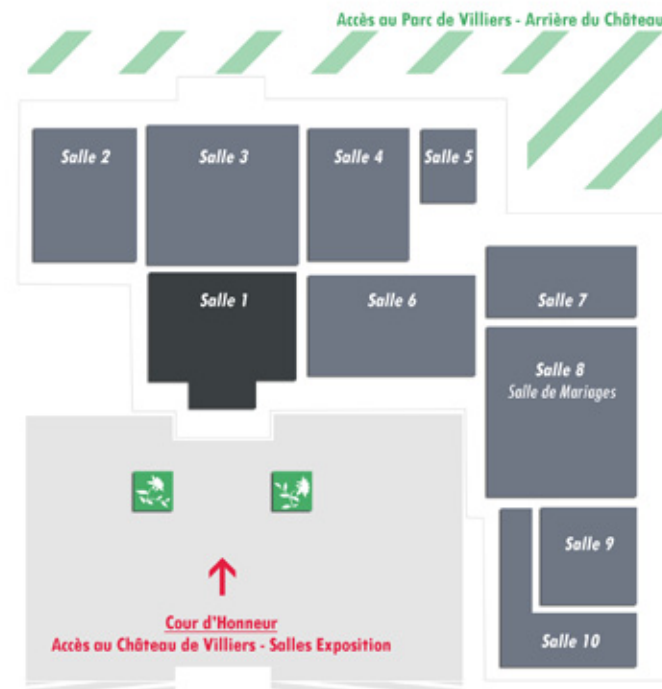 Accès au Parc de Villiers - Arrière du Château
Salle 2
Salle 3
Salle 4
Salle 5
Salle 1
Salle 6
Salle 7
Salle 8
Salle de Mariages
Salle 9
Salle 10
Cour d'Honneur
Accès au Château de Villiers - Salles Exposition